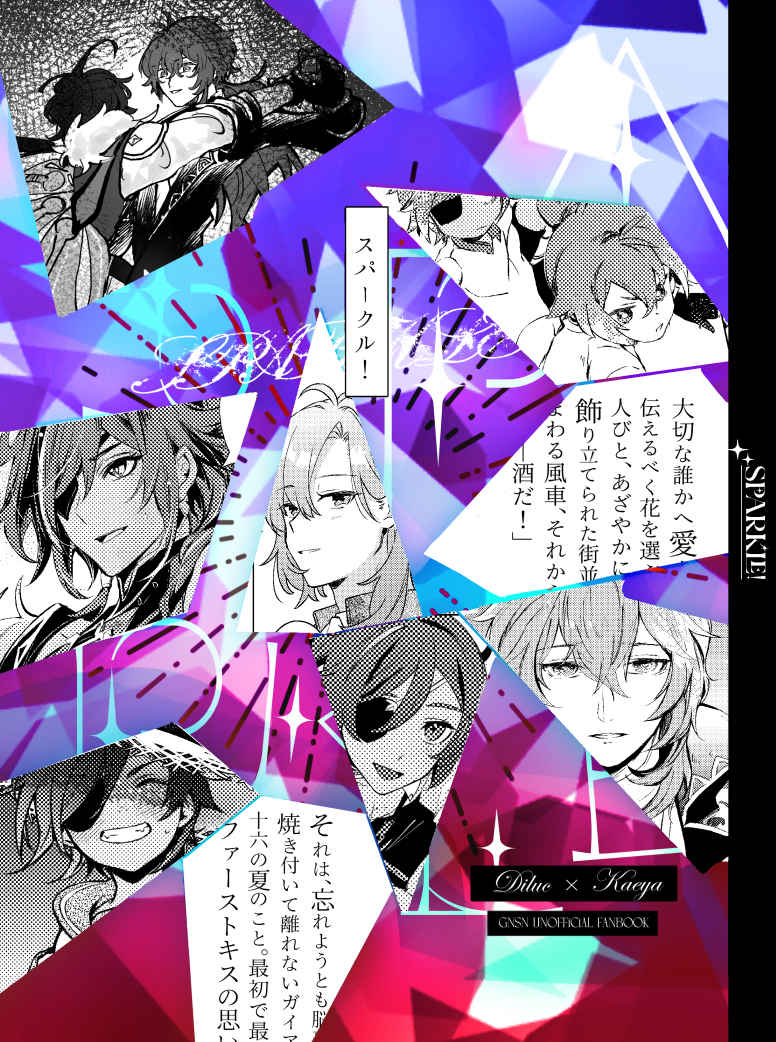 スパークル！
SPARKLE
大切な誰かへ愛
伝えるべく花を選
人びと、あざやかに
飾り立てられた街並
まわる風車、それか
―酒だ！」
SPARKLE!
それは、忘れようとも脳
焼き付いて離れないガイア
十六の夏のこと。最初で最
ファーストキスの思い
Diluc × Kaeya
GNSN UNOFFICIAL FANBOOK